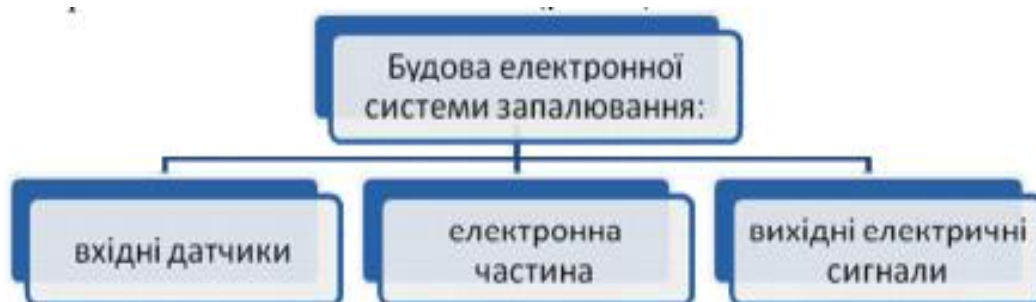 Будова електронної
системи запалювання:
вхідні датчики
електронна
частина
вихідні електричні
сигнали